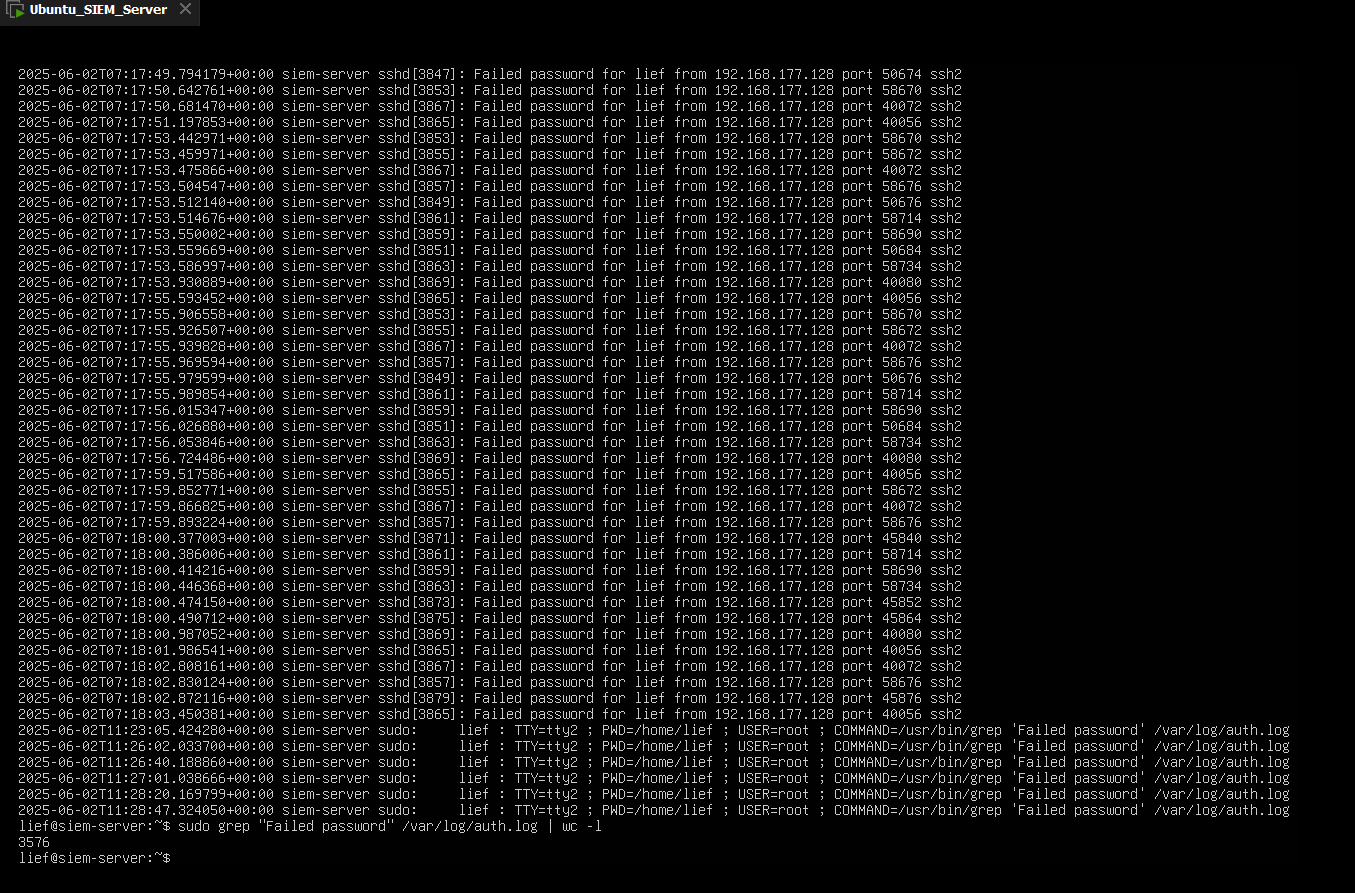 Ubuntu_SIEM_Server
2025-06-02T07:17:49.794179+00:00 siem-server sshd[3847]: Failed password for lief from 192.168.177.128 port 50674 ssh2
2025-06-02T07:17:50.642761+00:00 siem-server sshd[3853]: Failed password for lief from 192.168.177.128 port 58670 ssh2
2025-06-02T07:17:50.681470+00:00 siem-server sshd[3867]: Failed password for lief from 192.168.177.128 port 40072 ssh2
2025-06-02T07:17:51.197853+00:00 siem-server sshd[3865]: Failed password for lief from 192.168.177.128 port 40056 ssh2
2025-06-02T07:17:53.442971+00:00 siem-server sshd[3853]: Failed password for lief from 192.168.177.128 port 58670 ssh2
2025-06-02T07:17:53.459971+00:00 siem-server sshd[3855]: Failed password for lief from 192.168.177.128 port 58672 ssh2
2025-06-02T07:17:53.475866+00:00 siem-server sshd[3867]: Failed password for lief from 192.168.177.128 port 40072 ssh2
2025-06-02T07:17:53.504547+00:00 siem-server sshd[3857]: Failed password for lief from 192.168.177.128 port 58676 ssh2
2025-06-02T07:17:53.512140+00:00 siem-server sshd[3849]: Failed password for lief from 192.168.177.128 port 50676 ssh2
2025-06-02T07:17:53.514676+00:00 siem-server sshd[3861]: Failed password for lief from 192.168.177.128 port 58714 ssh2
2025-06-02T07:17:53.550002+00:00 siem-server sshd[3859]: Failed password for lief from 192.168.177.128 port 58690 ssh2
2025-06-02T07:17:53.559669+00:00 siem-server sshd[3851]: Failed password for lief from 192.168.177.128 port 50684 ssh2
2025-06-02T07:17:53.586997+00:00 siem-server sshd[3863]: Failed password for lief from 192.168.177.128 port 58734 ssh2
2025-06-02T07:17:53.930889+00:00 siem-server sshd[3869]: Failed password for lief from 192.168.177.128 port 40080 ssh2
2025-06-02T07:17:55.593452+00:00 siem-server sshd[3865]: Failed password for lief from 192.168.177.128 port 40056 ssh2
2025-06-02T07:17:55.906558+00:00 siem-server sshd[3853]: Failed password for lief from 192.168.177.128 port 58670 ssh2
2025-06-02T07:17:55.926507+00:00 siem-server sshd[3855]: Failed password for lief from 192.168.177.128 port 58672 ssh2
2025-06-02T07:17:55.939828+00:00 siem-server sshd[3867]: Failed password for lief from 192.168.177.128 port 40072 ssh2
2025-06-02T07:17:55.969594+00:00 siem-server sshd[3857]: Failed password for lief from 192.168.177.128 port 58676 ssh2
2025-06-02T07:17:55.979599+00:00 siem-server sshd[3849]: Failed password for lief from 192.168.177.128 port 50676 ssh2
2025-06-02T07:17:55.989854+00:00 siem-server sshd[3861]: Failed password for lief from 192.168.177.128 port 58714 ssh2
2025-06-02T07:17:56.015347+00:00 siem-server sshd[3859]: Failed password for lief from 192.168.177.128 port 58690 ssh2
2025-06-02T07:17:56.026880+00:00 siem-server sshd[3851]: Failed password for lief from 192.168.177.128 port 50684 ssh2
2025-06-02T07:17:56.053846+00:00 siem-server sshd[3863]: Failed password for lief from 192.168.177.128 port 58734 ssh2
2025-06-02T07:17:56.724486+00:00 siem-server sshd[3869]: Failed password for lief from 192.168.177.128 port 40080 ssh2
2025-06-02T07:17:59.517586+00:00 siem-server sshd[3865]: Failed password for lief from 192.168.177.128 port 40056 ssh2
2025-06-02T07:17:59.852771+00:00 siem-server sshd[3855]: Failed password for lief from 192.168.177.128 port 58672 ssh2
2025-06-02T07:17:59.866825+00:00 siem-server sshd[3867]: Failed password for lief from 192.168.177.128 port 40072 ssh2
2025-06-02T07:17:59.893224+00:00 siem-server sshd[3857]: Failed password for lief from 192.168.177.128 port 58676 ssh2
2025-06-02T07:18:00.377003+00:00 siem-server sshd[3871]: Failed password for lief from 192.168.177.128 port 45840 ssh2
2025-06-02T07:18:00.386006+00:00 siem-server sshd[3861]: Failed password for lief from 192.168.177.128 port 58714 ssh2
2025-06-02T07:18:00.414216+00:00 siem-server sshd[3859]: Failed password for lief from 192.168.177.128 port 58690 ssh2
2025-06-02T07:18:00.446368+00:00 siem-server sshd[3863]: Failed password for lief from 192.168.177.128 port 58734 ssh2
2025-06-02T07:18:00.474150+00:00 siem-server sshd[3873]: Failed password for lief from 192.168.177.128 port 45852 ssh2
2025-06-02T07:18:00.490712+00:00 siem-server sshd[3875]: Failed password for lief from 192.168.177.128 port 45864 ssh2
2025-06-02T07:18:00.987052+00:00 siem-server sshd[3869]: Failed password for lief from 192.168.177.128 port 40080 ssh2
2025-06-02T07:18:01.986541+00:00 siem-server sshd[3865]: Failed password for lief from 192.168.177.128 port 40056 ssh2
2025-06-02T07:18:02.808161+00:00 siem-server sshd[3867]: Failed password for lief from 192.168.177.128 port 40072 ssh2
2025-06-02T07:18:02.830124+00:00 siem-server sshd[3857]: Failed password for lief from 192.168.177.128 port 58676 ssh2
2025-06-02T07:18:02.872116+00:00 siem-server sshd[3879]: Failed password for lief from 192.168.177.128 port 45876 ssh2
2025-06-02T07:18:03.450381+00:00 siem-server sshd[3865]: Failed password for lief from 192.168.177.128 port 40056 ssh2
2025-06-02T11:23:05.424280+00:00 siem-server sudo:     lief : TTY=tty2 ; PWD=/home/lief ; USER=root ; COMMAND=/usr/bin/grep 'Failed password' /var/log/auth.log
2025-06-02T11:26:02.033700+00:00 siem-server sudo:     lief : TTY=tty2 ; PWD=/home/lief ; USER=root ; COMMAND=/usr/bin/grep 'Failed password' /var/log/auth.log
2025-06-02T11:26:40.188860+00:00 siem-server sudo:     lief : TTY=tty2 ; PWD=/home/lief ; USER=root ; COMMAND=/usr/bin/grep 'Failed password' /var/log/auth.log
2025-06-02T11:27:01.038666+00:00 siem-server sudo:     lief : TTY=tty2 ; PWD=/home/lief ; USER=root ; COMMAND=/usr/bin/grep 'Failed password' /var/log/auth.log
2025-06-02T11:28:20.169799+00:00 siem-server sudo:     lief : TTY=tty2 ; PWD=/home/lief ; USER=root ; COMMAND=/usr/bin/grep 'Failed password' /var/log/auth.log
2025-06-02T11:28:47.324050+00:00 siem-server sudo:     lief : TTY=tty2 ; PWD=/home/lief ; USER=root ; COMMAND=/usr/bin/grep 'Failed password' /var/log/auth.log
lief@siem-server:~$ sudo grep "Failed password" /var/log/auth.log | wc -l
3576
lief@siem-server:~$